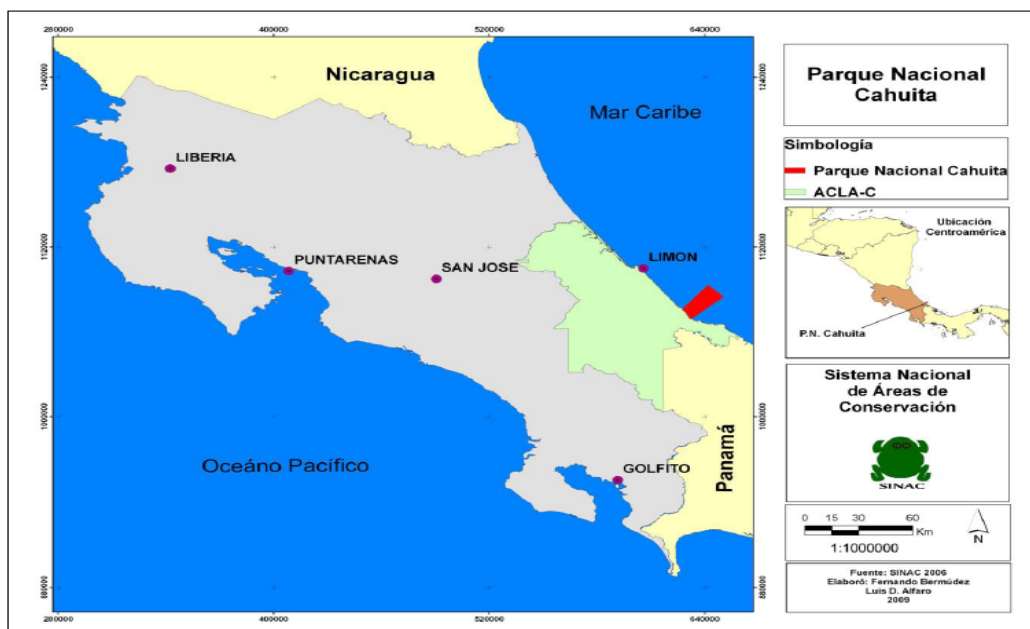 280000
400000
520000
640000
1240000
1240000
Nicaragua
Mar Caribe
LIBERIA
1120000
1120000
PUNTARENAS
SAN JOSE
LIMON
1000000
1000000
Oceáno Pacífico
GOLFITO
Panamá
880000
880000
280000
400000
520000
640000
Parque Nacional
Cahuita
Simbología
Parque Nacional Cahuita
ACLA-C
Ubicación
Centroamérica
P.N. Cahuita
Sistema Nacional
de Áreas de
Conservación
SINAC
0 15 30 60
Km
N
1:1000000
Fuente: SINAC 2006
Elaboró: Fernando Bermúdez
Luis D. Alfaro
2009